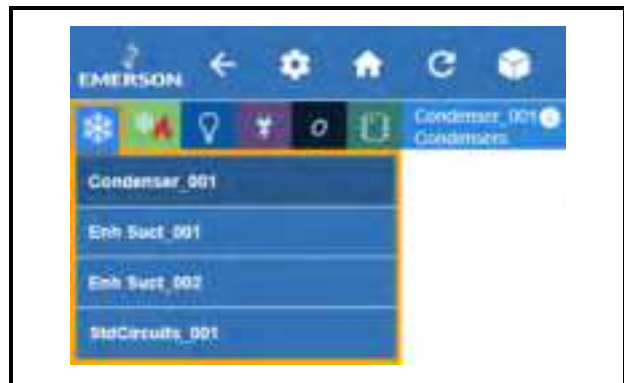 EMERSON
Condenser_001
Condensers
Condenser_001
Enh Suct_001
Enh Suct_002
StdCircuits_001